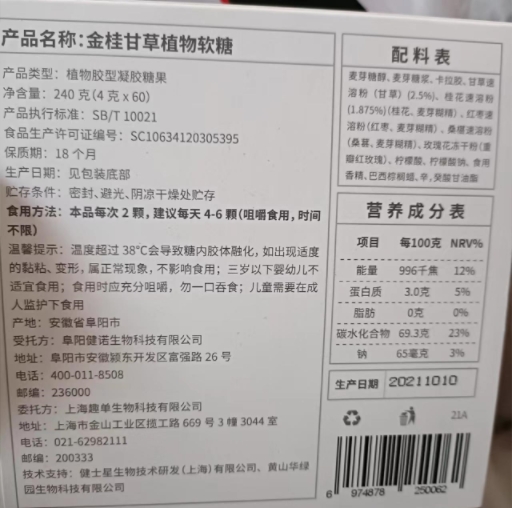 产品名称:金桂甘草植物软糖
产品类型:植物胶型凝胶糖果
净含量:240克(4克x60)
产品执行标准:SB/T 10021
食品生产许可证编号:SC10634120305395
保质期:18个月
生产日期:见包装底部
贮存条件:密封、避光、阴凉干燥处贮存
食用方法:本品每次2颗,建议每天4-6颗(咀嚼食用,时间
不限)
温馨提示:温度超过38℃会导致糖内胶体融化,如出现适度
的黏粘、变形,属正常现象,不影响食用;三岁以下婴幼儿不
适宜食用;食用时应充分咀嚼,勿一口吞食;儿童需要在成
人监护下食用
产地:安徽省阜阳市
受托方:阜阳健诺生物科技有限公司
地址:阜阳市安徽颍东开发区富强路26号
电话:400-011-8508
邮编:236000
委托方:上海趣单生物科技有限公司
地址:上海市金山工业区揽工路669号3幢3044室
电话:021-62982111
邮编:200333
技术支持:健士星生物技术研发(上海)有限公司、黄山华绿
园生物科技有限公司
配料表
麦芽糖醇、麦芽糖浆、卡拉胶、甘草速
溶粉(甘草)(2.5%)、桂花速溶粉
(1.875%)(桂花、麦芽糊精)、红枣速
溶粉(红枣、麦芽糊精)、桑椹速溶粉
(桑葚、麦芽糊精)、玫瑰花冻干粉(重
瓣红玫瑰)、柠檬酸、柠檬酸钠、食用
香精、巴西棕榈蜡、辛,癸酸甘油酯
营养成分表
项目 每100克 NRV%
能量 996千焦 12%
蛋白质 3.0克 5%
脂肪 0克 0%
碳水化合物 69.3克 23%
钠 65毫克 3%
生产日期 20211010
21A
6 974878 250062